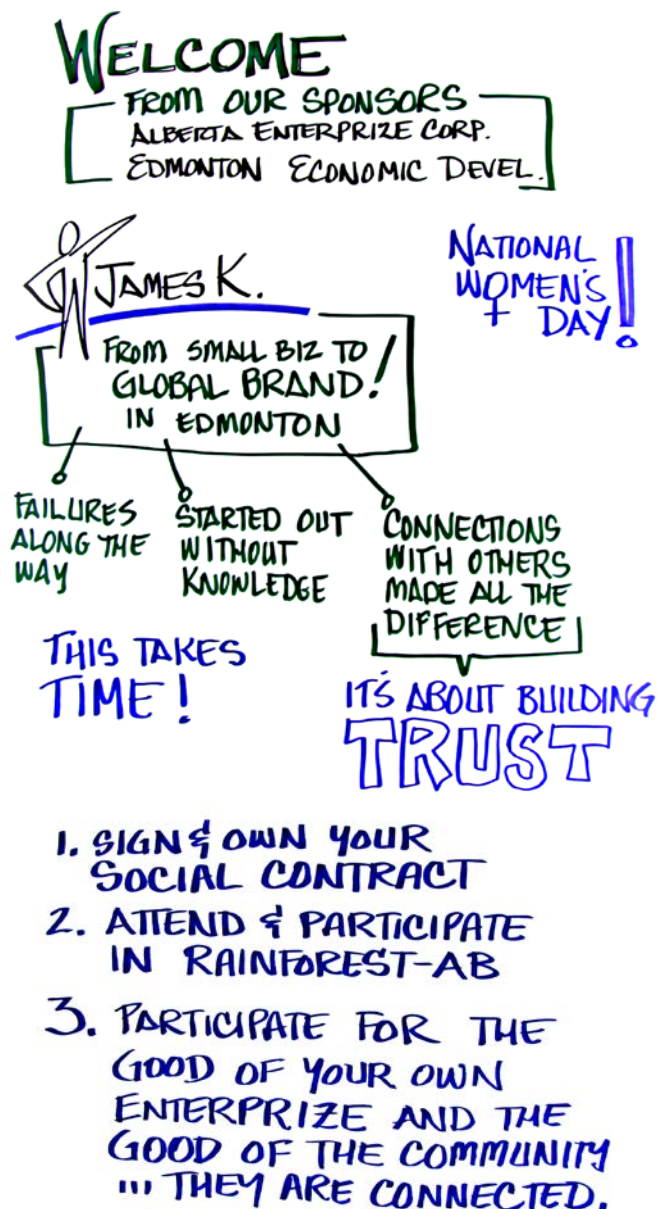 WELCOME
FROM OUR SPONSORS
ALBERTA ENTERPRIZE CORP.
EDMONTON ECONOMIC DEVEL.
JAMES K.
NATIONAL
WOMEN'S
DAY!
FROM SMALL BIZ TO
GLOBAL BRAND!
IN EDMONTON
FAILURES
ALONG THE
WAY
STARTED OUT
WITHOUT
KNOWLEDGE
CONNECTIONS
WITH OTHERS
MADE ALL THE
DIFFERENCE
THIS TAKES
TIME!
IT'S ABOUT BUILDING
TRUST
1. SIGN & OWN YOUR
SOCIAL CONTRACT
2. ATTEND & PARTICIPATE
IN RAINFOREST-AB
3. PARTICIPATE FOR THE
GOOD OF YOUR OWN
ENTERPRIZE AND THE
GOOD OF THE COMMUNITY
... THEY ARE CONNECTED.